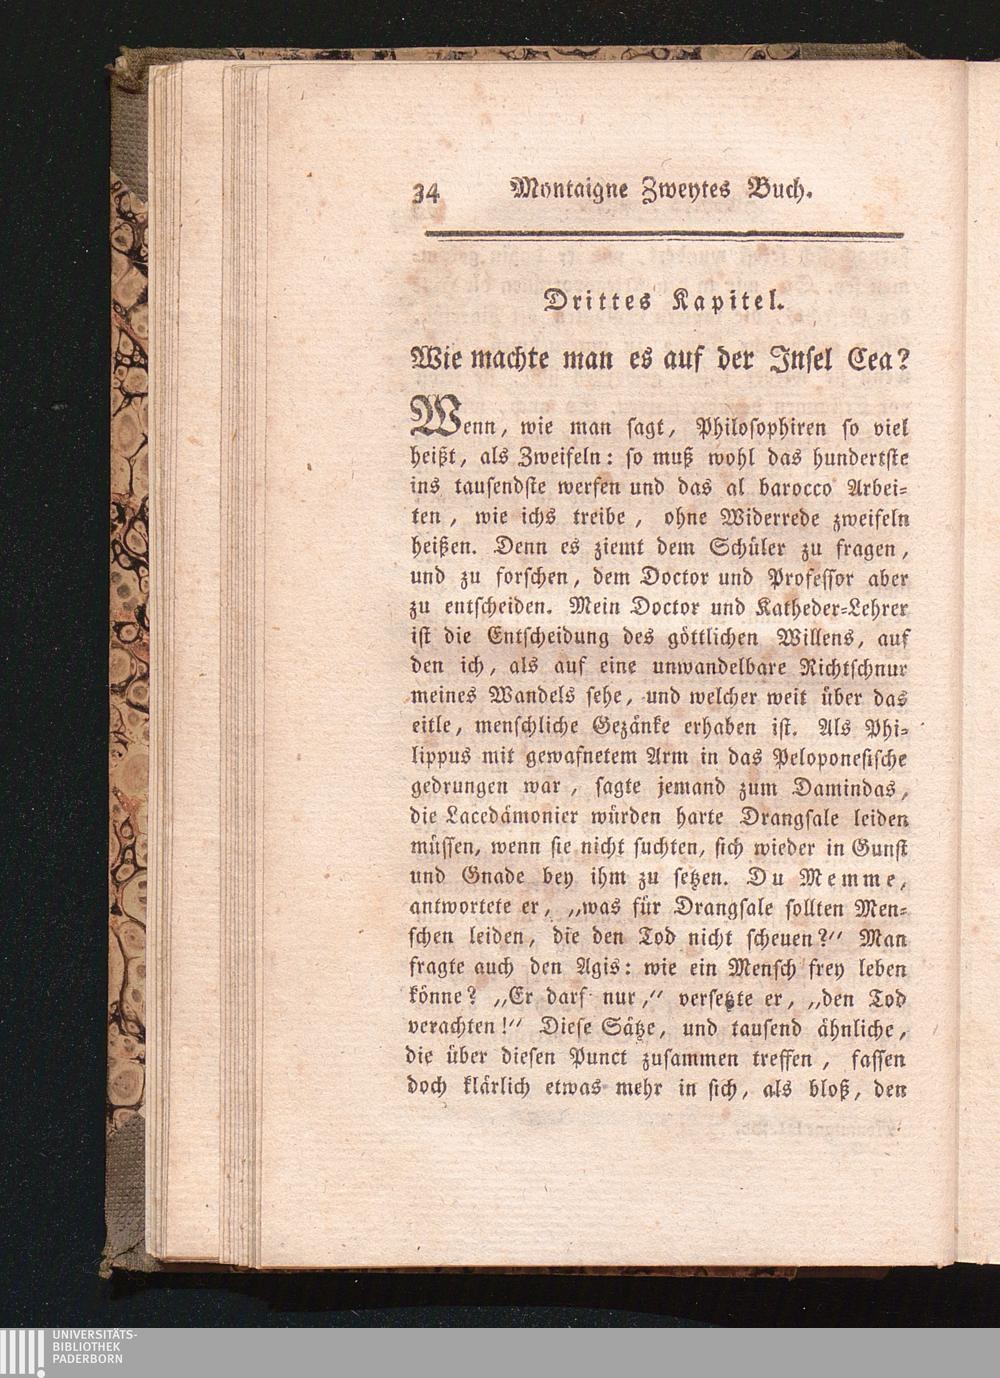 34 Montaigne Zweytes Buch.
Drittes Kapitel.
Wie machte man es auf der Insel Cea?
Wenn, wie man sagt, Philosophiren so viel
heißt, als Zweifeln: so muß wohl das hundertste
ins tausendste werfen und das al barocco Arbei=
ten, wie ichs treibe, ohne Widerrede zweifeln
heißen. Denn es ziemt dem Schüler zu fragen,
und zu forschen, dem Doctor und Professor aber
zu entscheiden. Mein Doctor und Katheder=Lehrer
ist die Entscheidung des göttlichen Willens, auf
den ich, als auf eine unwandelbare Richtschnur
meines Wandels sehe, und welcher weit über das
eitle, menschliche Gezänke erhaben ist. Als Phi=
lippus mit gewafnetem Arm in das Peloponesische
gedrungen war, sagte jemand zum Damindas,
die Lacedämonier würden harte Drangsale leiden
müssen, wenn sie nicht suchten, sich wieder in Gunst
und Gnade bey ihm zu setzen. Du Memme,
antwortete er, „was für Drangsale sollten Men=
schen leiden, die den Tod nicht scheuen?“ Man
fragte auch den Agis: wie ein Mensch frey leben
könne? „Er darf nur,“ versetzte er, „den Tod
verachten!“ Diese Sätze, und tausend ähnliche,
die über diesen Punct zusammen treffen, fassen
doch klärlich etwas mehr in sich, als bloß, den
UNIVERSITÄTS-
BIBLIOTHEK
PADERBORN